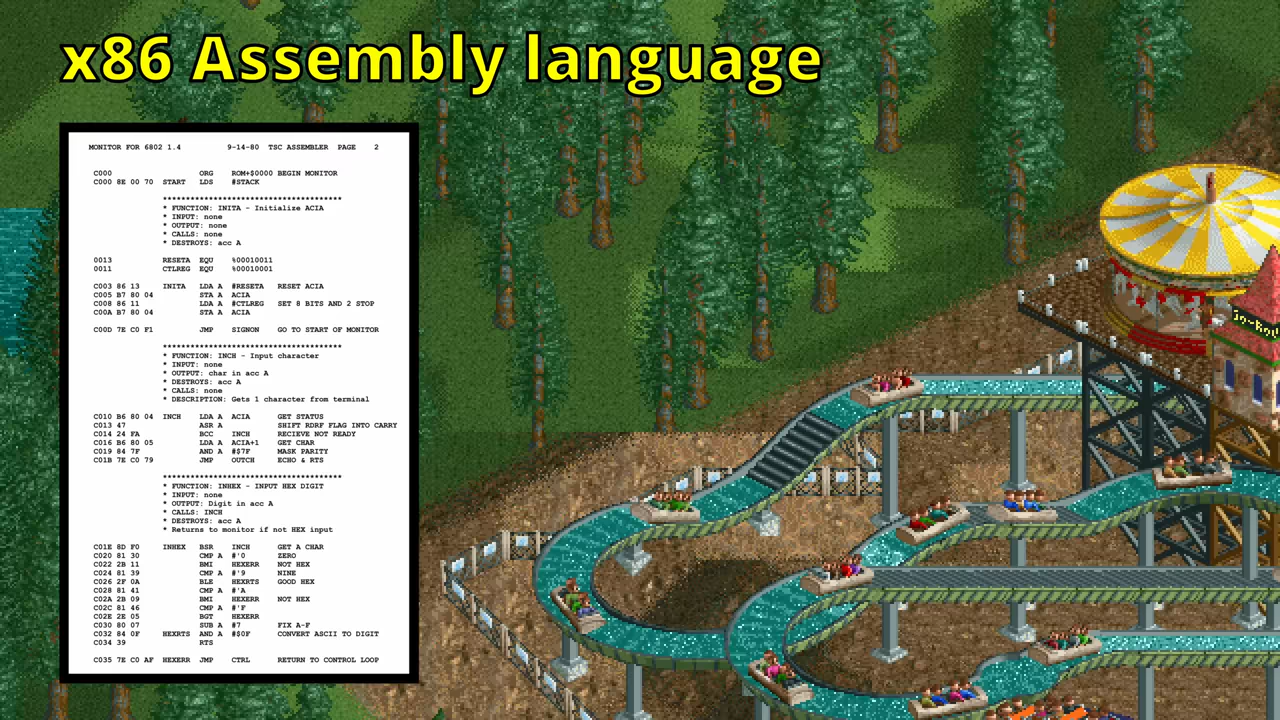 x86 Assembly language
MONITOR FOR 6802 1.4 9-14-80 TSC ASSEMBLER PAGE 2
C000 ORG ROM+$0000 BEGIN MONITOR
C000 8E 00 70 START LDS #STACK
***************************************
* FUNCTION: INITA - Initialize ACIA
* INPUT: none
* OUTPUT: none
* CALLS: none
* DESTROYS: acc A
0013 RESETA EQU %00010011
0011 CTLREG EQU %00010001
C003 86 13 INITA LDA A #RESETA RESET ACIA
C005 B7 80 04 STA A ACIA
C008 86 11 LDA A #CTLREG SET 8 BITS AND 2 STOP
C00A B7 80 04 STA A ACIA
C00D 7E C0 F1 JMP SIGNON GO TO START OF MONITOR
***************************************
* FUNCTION: INCH - Input character
* INPUT: none
* OUTPUT: char in acc A
* DESTROYS: acc A
* CALLS: none
* DESCRIPTION: Gets 1 character from terminal
C010 B6 80 04 INCH LDA A ACIA GET STATUS
C013 47 ASR A SHIFT RDRF FLAG INTO CARRY
C014 24 FA BCC INCH RECIEVE NOT READY
C016 B6 80 05 LDA A ACIA+1 GET CHAR
C019 84 7F AND A #$7F MASK PARITY
C01B 7E C0 79 JMP OUTCH ECHO & RTS
***************************************
* FUNCTION: INHEX - INPUT HEX DIGIT
* INPUT: none
* OUTPUT: Digit in acc A
* CALLS: INCH
* DESTROYS: acc A
* Returns to monitor if not HEX input
C01E 8D F0 INHEX BSR INCH GET A CHAR
C020 81 30 CMP A #'0 ZERO
C022 2B 11 BMI HEXERR NOT HEX
C024 81 39 CMP A #'9 NINE
C026 2F 0A BLE HEXRTS GOOD HEX
C028 81 41 CMP A #'A
C02A 2B 09 BMI HEXERR NOT HEX
C02C 81 46 CMP A #'F
C02E 2E 05 BGT HEXERR
C030 80 07 SUB A #7 FIX A-F
C032 84 0F HEXRTS AND A #$0F CONVERT ASCII TO DIGIT
C034 39 RTS
C035 7E C0 AF HEXERR JMP CTRL RETURN TO CONTROL LOOP